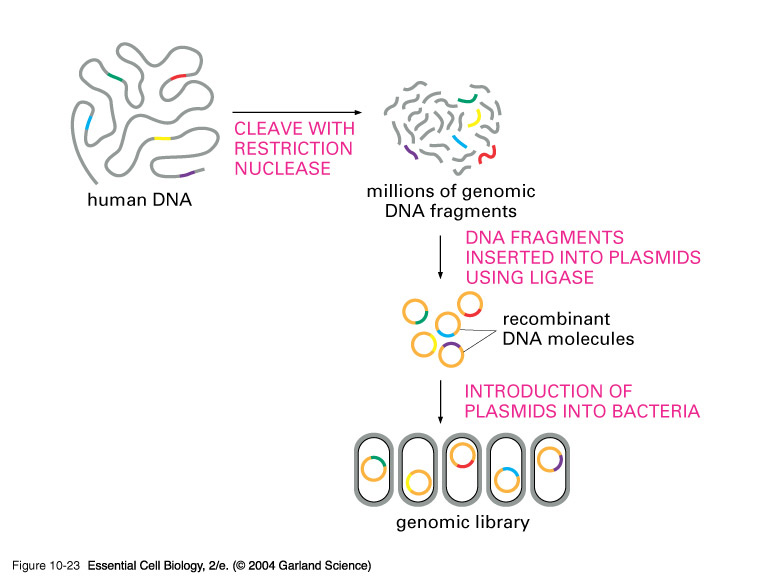 human DNA
CLEAVE WITH
RESTRICTION
NUCLEASE
millions of genomic
DNA fragments
DNA FRAGMENTS
INSERTED INTO PLASMIDS
USING LIGASE
recombinant
DNA molecules
INTRODUCTION OF
PLASMIDS INTO BACTERIA
genomic library
Figure 10-23 Essential Cell Biology, 2/e. (© 2004 Garland Science)